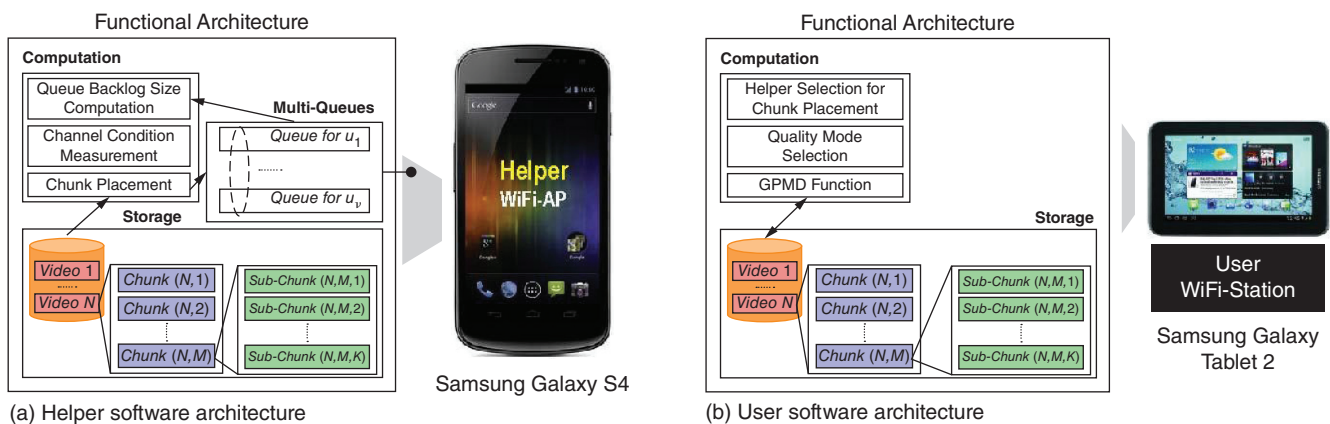 Functional Architecture
Computation
Queue Backlog Size
Computation
Channel Condition
Measurement
Chunk Placement
Multi-Queues
Queue for u1
........
Queue for uν
Storage
Video 1
......
Video N
Chunk (N,1)
Chunk (N,2)
Chunk (N,M)
Sub-Chunk (N,M,1)
Sub-Chunk (N,M,2)
Sub-Chunk (N,M,K)
Google
Helper
WiFi-AP
Samsung Galaxy S4
(a) Helper software architecture
Functional Architecture
Computation
Helper Selection for
Chunk Placement
Quality Mode
Selection
GPMD Function
Storage
Video 1
......
Video N
Chunk (N,1)
Chunk (N,2)
Chunk (N,M)
Sub-Chunk (N,M,1)
Sub-Chunk (N,M,2)
Sub-Chunk (N,M,K)
User
WiFi-Station
Samsung Galaxy
Tablet 2
(b) User software architecture